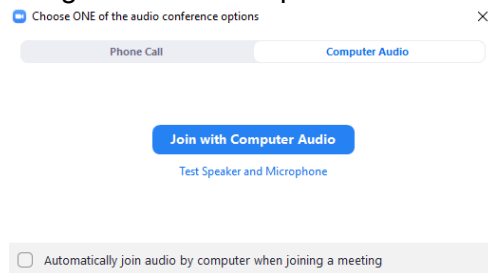 Choose ONE of the audio conference options
Phone Call
Computer Audio
Join with Computer Audio
Test Speaker and Microphone
Automatically join audio by computer when joining a meeting